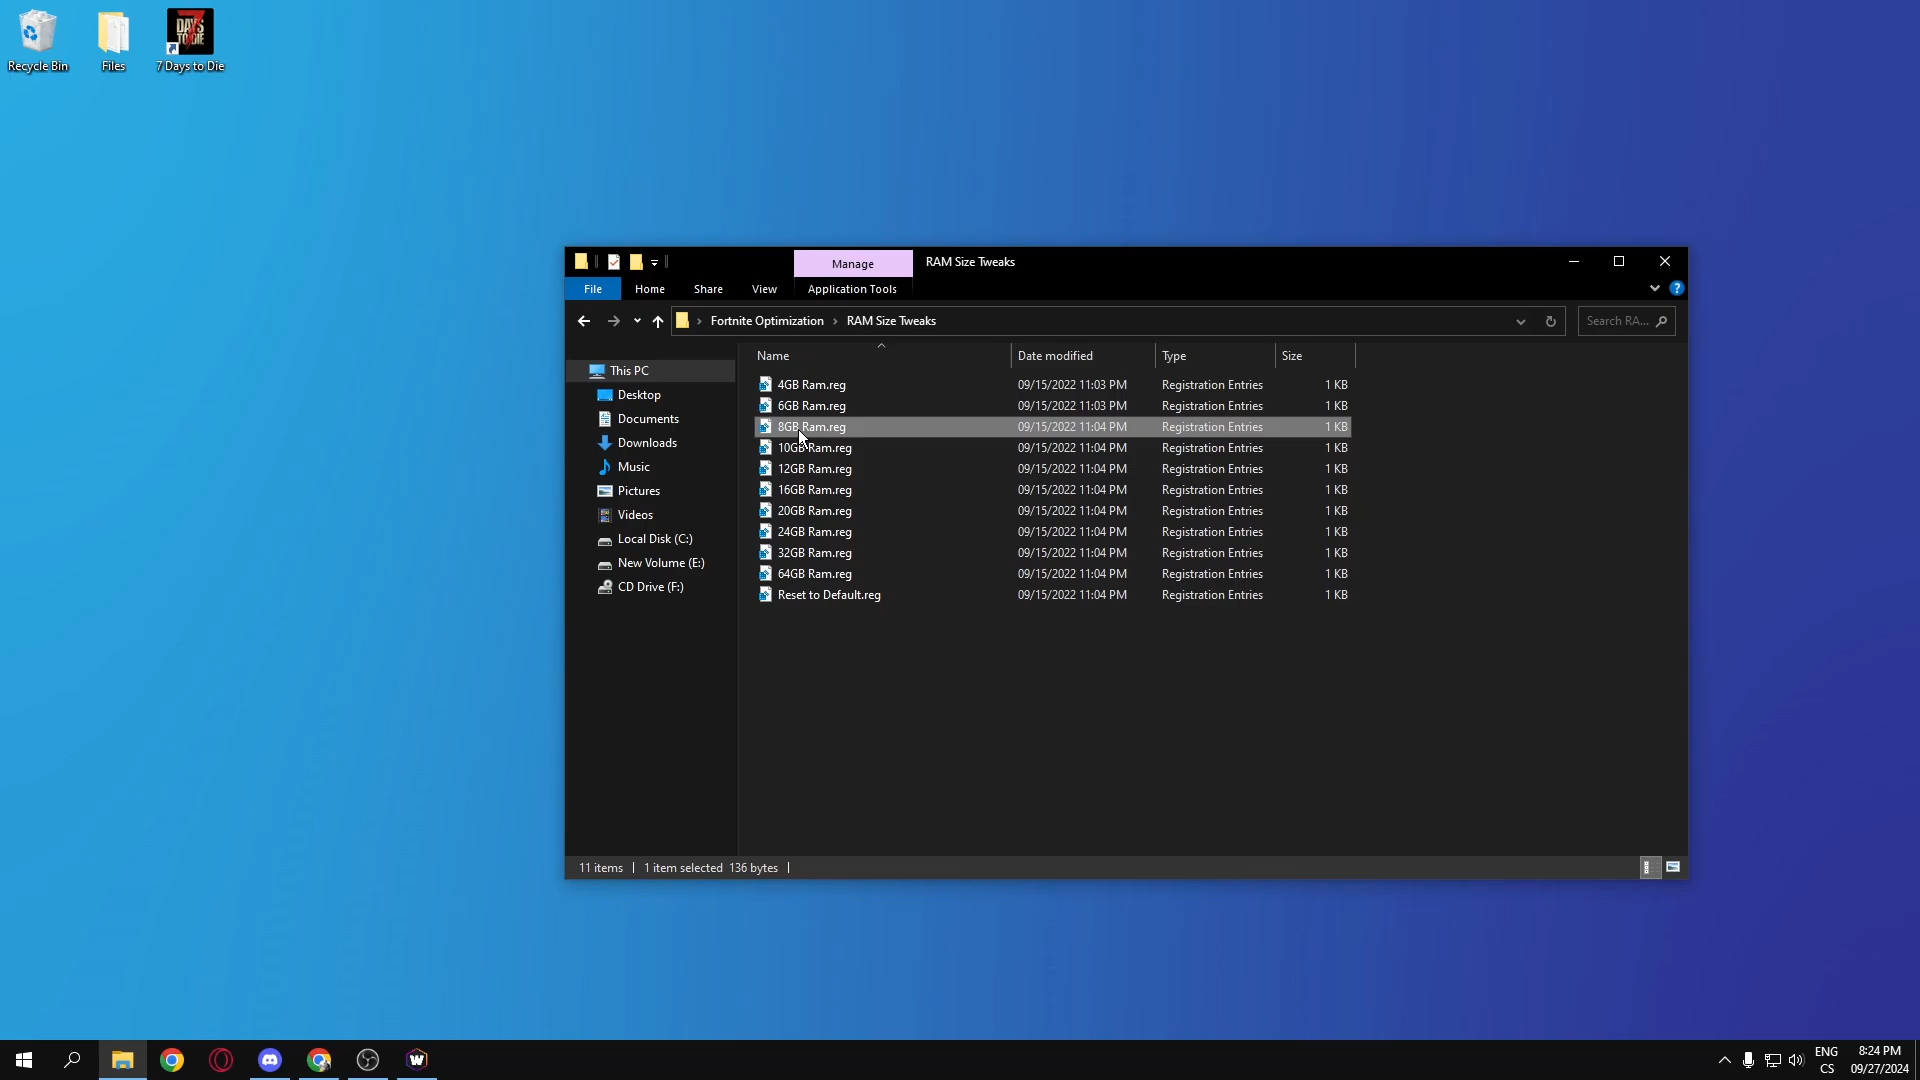 Recycle Bin
Files
DAYS TO DIE
7 Days to Die
Manage
RAM Size Tweaks
File
Home
Share
View
Application Tools
Fortnite Optimization
RAM Size Tweaks
Search RA...
This PC
Desktop
Documents
Downloads
Music
Pictures
Videos
Local Disk (C:)
New Volume (E:)
CD Drive (F:)
Name Date modified Type Size
4GB Ram.reg 09/15/2022 11:03 PM Registration Entries 1 KB
6GB Ram.reg 09/15/2022 11:03 PM Registration Entries 1 KB
8GB Ram.reg 09/15/2022 11:04 PM Registration Entries 1 KB
10GB Ram.reg 09/15/2022 11:04 PM Registration Entries 1 KB
12GB Ram.reg 09/15/2022 11:04 PM Registration Entries 1 KB
16GB Ram.reg 09/15/2022 11:04 PM Registration Entries 1 KB
20GB Ram.reg 09/15/2022 11:04 PM Registration Entries 1 KB
24GB Ram.reg 09/15/2022 11:04 PM Registration Entries 1 KB
32GB Ram.reg 09/15/2022 11:04 PM Registration Entries 1 KB
64GB Ram.reg 09/15/2022 11:04 PM Registration Entries 1 KB
Reset to Default.reg 09/15/2022 11:04 PM Registration Entries 1 KB
11 items 1 item selected 136 bytes
W
ENG
CS
8:24 PM
09/27/2024